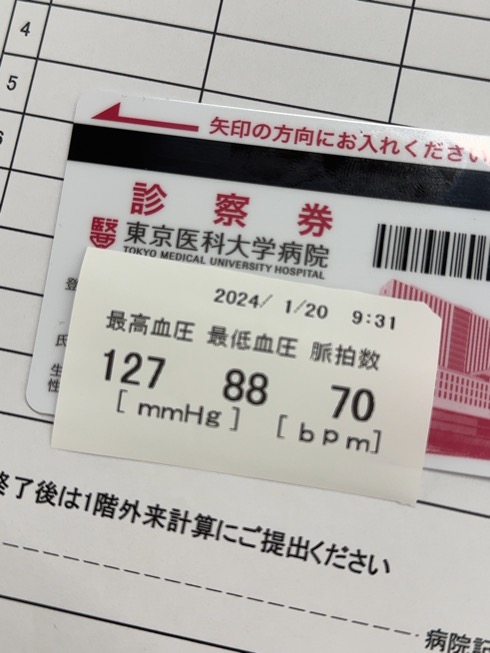 4
5
矢印の方向にお入れください
診察券
醫 東京医科大学病院
TOKYO MEDICAL UNIVERSITY HOSPITAL
2024/ 1/20 9:31
最高血圧 最低血圧 脈拍数
127 88 70
[ mmHg ] [ bpm]
終了後は1階外来計算にご提出ください
病院記